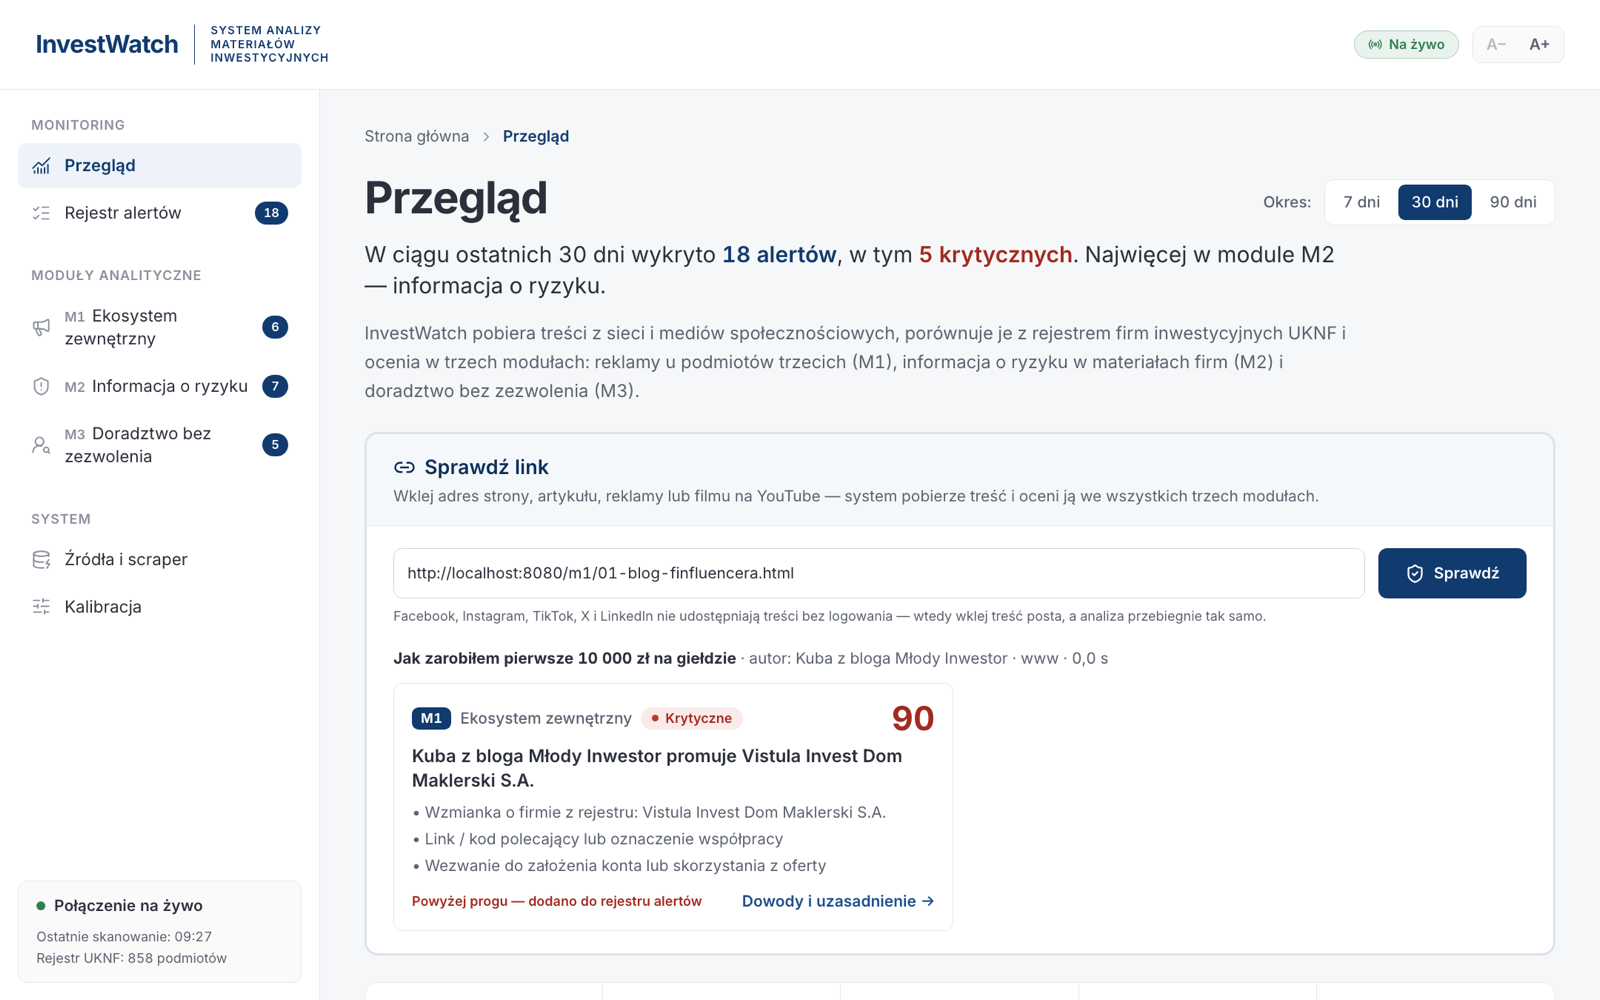 InvestWatch
SYSTEM ANALIZY
MATERIAŁÓW
INWESTYCYJNYCH
Na żywo
A−
A+
MONITORING
Przegląd
Rejestr alertów
18
MODUŁY ANALITYCZNE
M1 Ekosystem
zewnętrzny
6
M2 Informacja o ryzyku
7
M3 Doradztwo bez
zezwolenia
5
SYSTEM
Źródła i scraper
Kalibracja
Połączenie na żywo
Ostatnie skanowanie: 09:27
Rejestr UKNF: 858 podmiotów
Strona główna
Przegląd
Przegląd
Okres:
7 dni
30 dni
90 dni
W ciągu ostatnich 30 dni wykryto 18 alertów, w tym 5 krytycznych. Najwięcej w module M2
— informacja o ryzyku.
InvestWatch pobiera treści z sieci i mediów społecznościowych, porównuje je z rejestrem firm inwestycyjnych UKNF i
ocenia w trzech modułach: reklamy u podmiotów trzecich (M1), informacja o ryzyku w materiałach firm (M2) i
doradztwo bez zezwolenia (M3).
Sprawdź link
Wklej adres strony, artykułu, reklamy lub filmu na YouTube — system pobierze treść i oceni ją we wszystkich trzech modułach.
http://localhost:8080/m1/01-blog-finfluencera.html
Sprawdź
Facebook, Instagram, TikTok, X i LinkedIn nie udostępniają treści bez logowania — wtedy wklej treść posta, a analiza przebiegnie tak samo.
Jak zarobiłem pierwsze 10 000 zł na giełdzie · autor: Kuba z bloga Młody Inwestor · www · 0,0 s
M1
Ekosystem zewnętrzny
Krytyczne
90
Kuba z bloga Młody Inwestor promuje Vistula Invest Dom
Maklerski S.A.
• Wzmianka o firmie z rejestru: Vistula Invest Dom Maklerski S.A.
• Link / kod polecający lub oznaczenie współpracy
• Wezwanie do założenia konta lub skorzystania z oferty
Powyżej progu — dodano do rejestru alertów
Dowody i uzasadnienie →